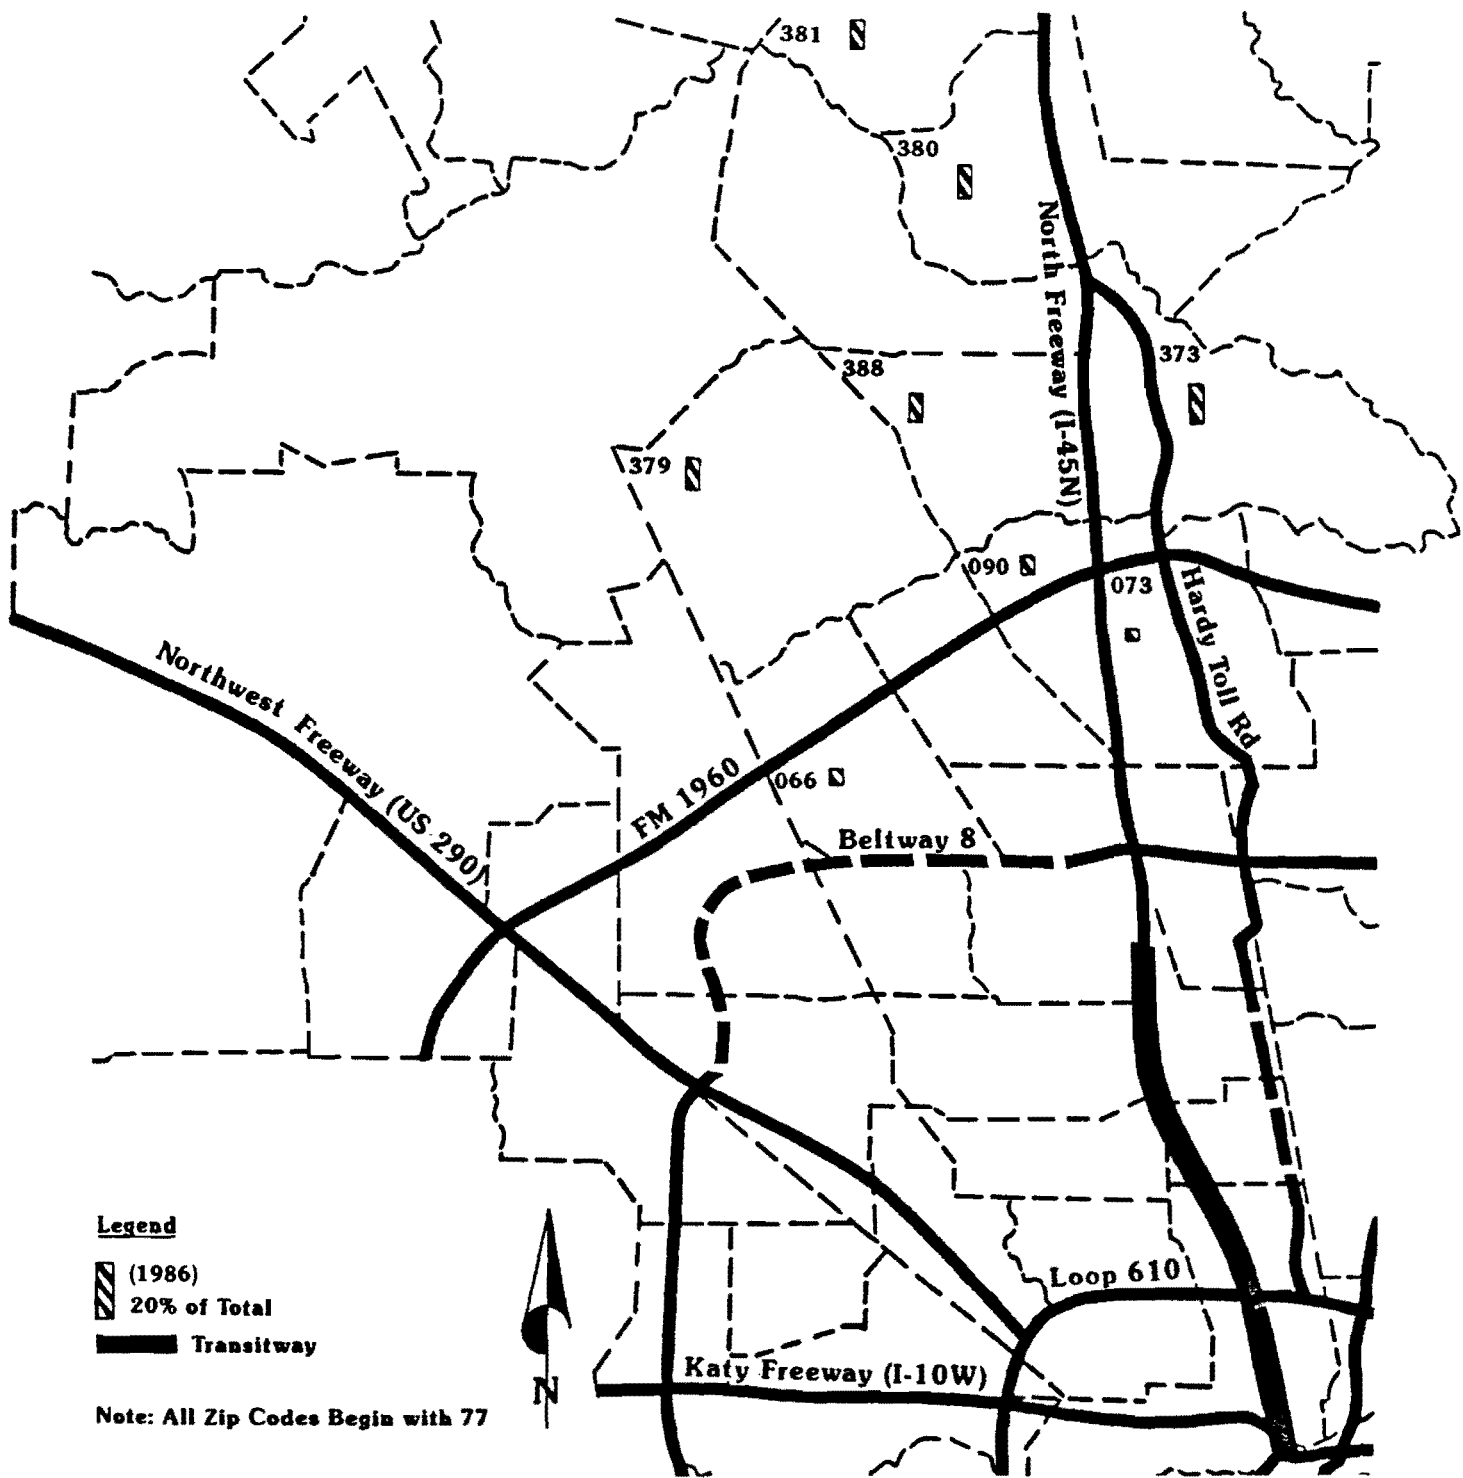 381
380
North Freeway (I-45N)
373
388
379
090
073
Hardy Toll Rd
Northwest Freeway (US 290)
FM 1960
066
Beltway 8
Legend
(1986)
20% of Total
Transitway
Loop 610
Katy Freeway (I-10W)
N
Note: All Zip Codes Begin with 77